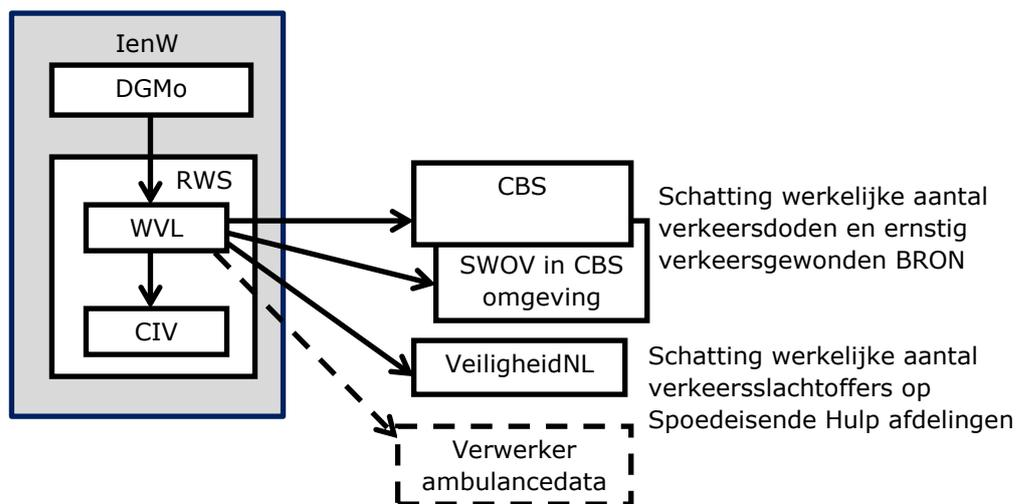 IenW
DGMo
RWS
WVL
CIV
CBS
SWOV in CBS
omgeving
Schatting werkelijke aantal
verkeersdoden en ernstig
verkeersgewonden BRON
VeiligheidNL
Schatting werkelijke aantal
verkeersslachtoffers op
Spoedeisende Hulp afdelingen
Verwerker
ambulancedata